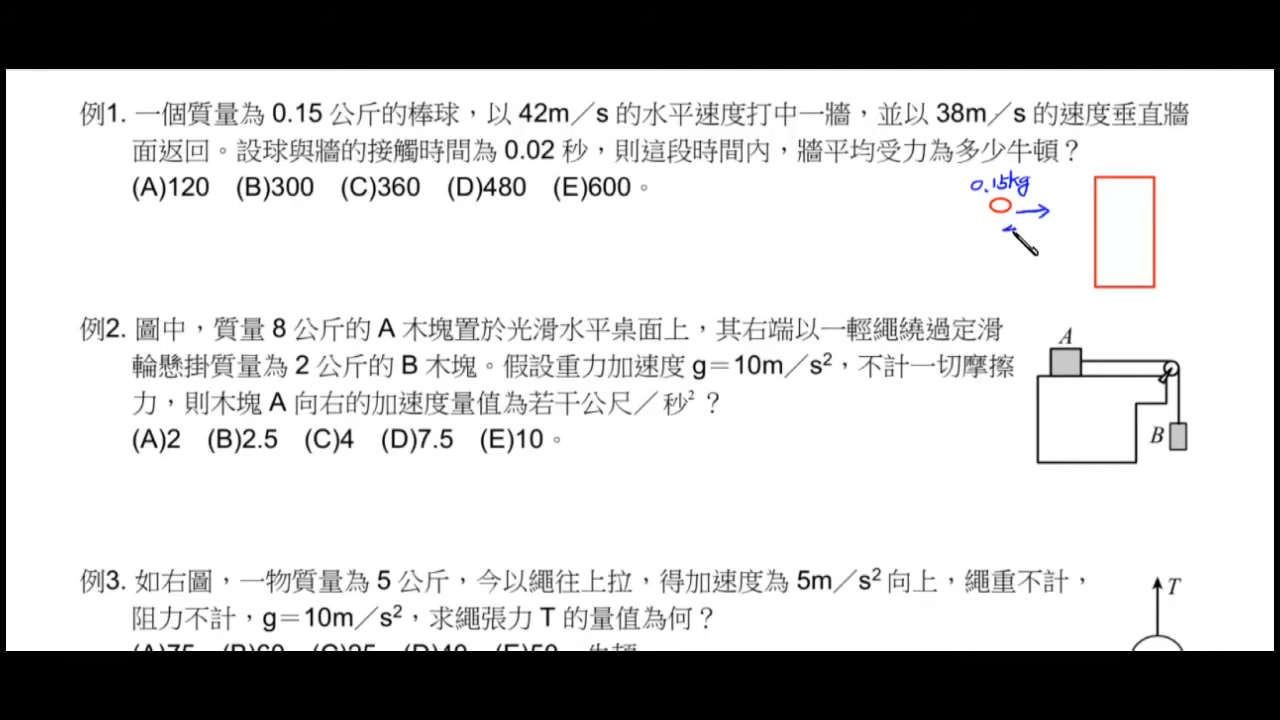 例1. 一個質量為 0.15 公斤的棒球，以 42m／s 的水平速度打中一牆，並以 38m／s 的速度垂直牆
面返回。設球與牆的接觸時間為 0.02 秒，則這段時間內，牆平均受力為多少牛頓？
(A)120 (B)300 (C)360 (D)480 (E)600。
0.15kg
例2. 圖中，質量 8 公斤的 A 木塊置於光滑水平桌面上，其右端以一輕繩繞過定滑
輪懸掛質量為 2 公斤的 B 木塊。假設重力加速度 g＝10m／s²，不計一切摩擦
力，則木塊 A 向右的加速度量值為若干公尺／秒²？
(A)2 (B)2.5 (C)4 (D)7.5 (E)10。
A
B
例3. 如右圖，一物質量為 5 公斤，今以繩往上拉，得加速度為 5m／s² 向上，繩重不計，
阻力不計，g＝10m／s²，求繩張力 T 的量值為何？
T